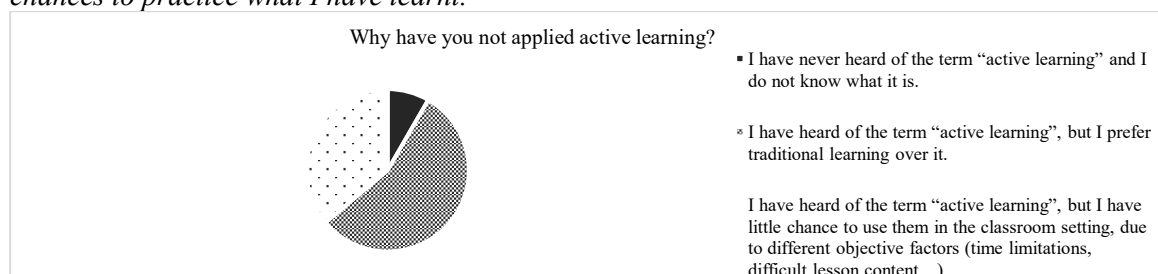 chances to practice what I have learnt.
Why have you not applied active learning?
I have never heard of the term “active learning” and I
do not know what it is.
I have heard of the term “active learning”, but I prefer
traditional learning over it.
I have heard of the term “active learning”, but I have
little chance to use them in the classroom setting, due
to different objective factors (time limitations,
difficult lesson content…)